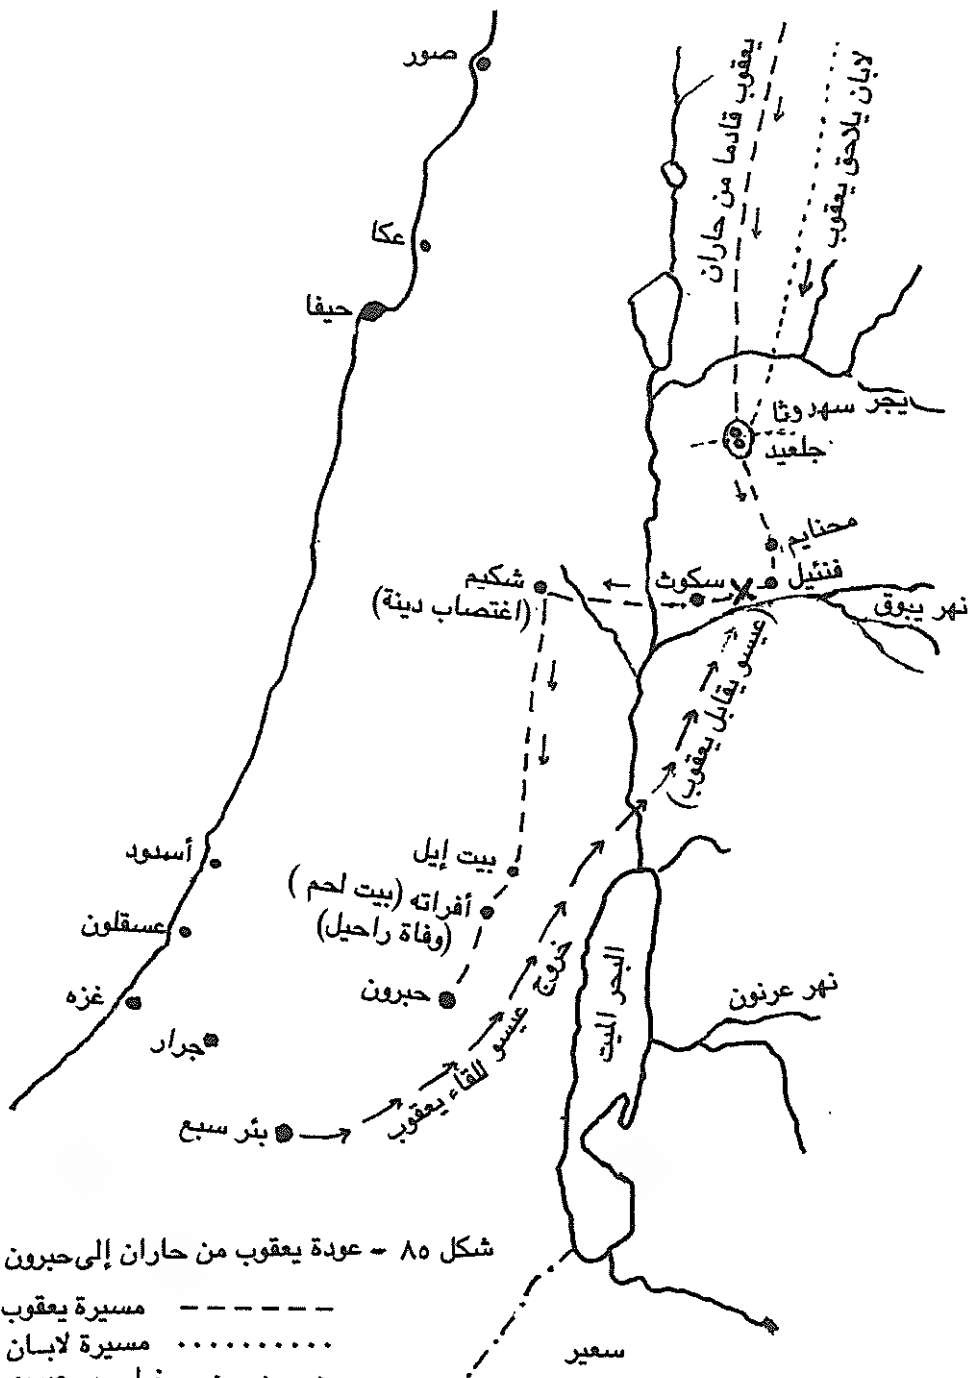 صور
عكا
حيفا
يعقوب قادما من حاران
لابان يلاحق يعقوب
يجر سهدوثا
جلعيد
محنايم
فنئيل
سكوث
نهر يبوق
شكيم
(اغتصاب دينة)
(عيسو يقابل يعقوب)
أسدود
عسقلون
غزه
جرار
بيت إيل
أفراته (بيت لحم)
(وفاة راحيل)
حبرون
خروج عيسو للقاء يعقوب
بئر سبع
البحر الميت
نهر عرنون
سعير
شكل ٨٥ - عودة يعقوب من حاران إلى حبرون
مسيرة يعقوب
مسيرة لابـان